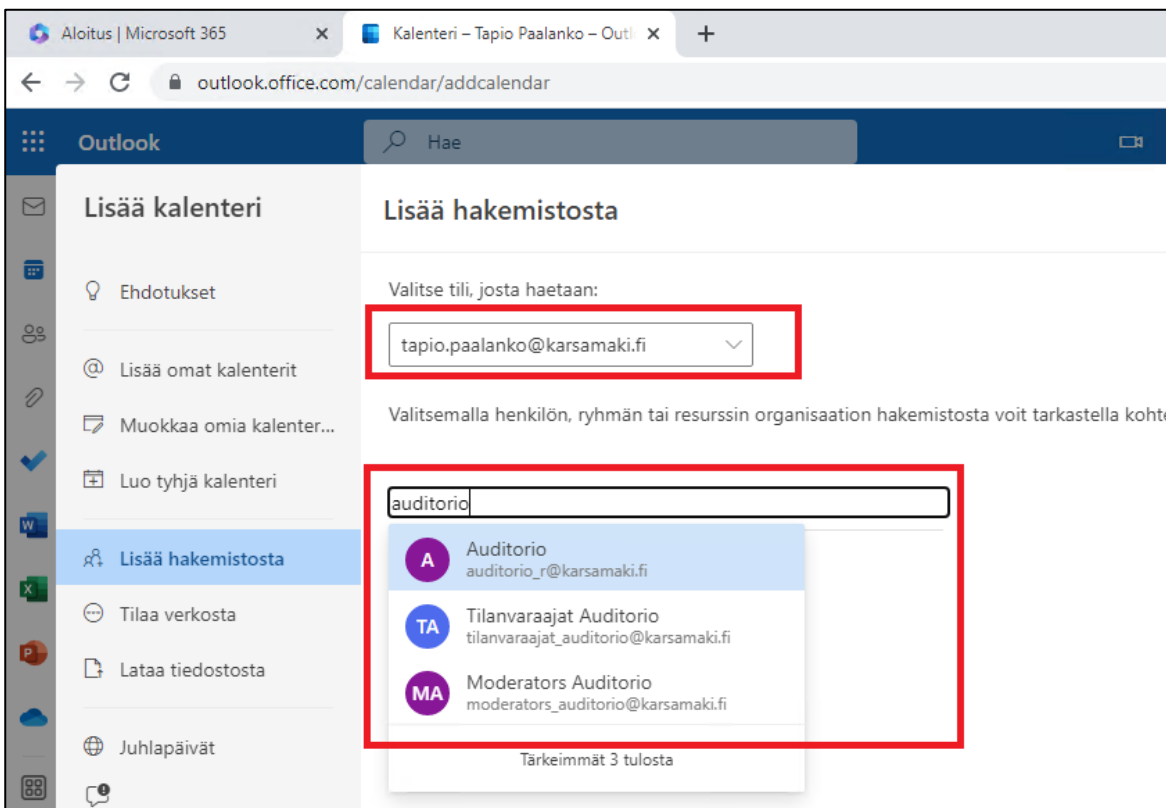 Aloitus | Microsoft 365
Kalenteri – Tapio Paalanko – Outl
outlook.office.com/calendar/addcalendar
Outlook
Hae
Lisää kalenteri
Ehdotukset
Lisää omat kalenterit
Muokkaa omia kalenter...
Luo tyhjä kalenteri
Lisää hakemistosta
Tilaa verkosta
Lataa tiedostosta
Juhlapäivät
Lisää hakemistosta
Valitse tili, josta haetaan:
tapio.paalanko@karsamaki.fi
Valitsemalla henkilön, ryhmän tai resurssin organisaation hakemistosta voit tarkastella kohte
auditorio
A
Auditorio
auditorio_r@karsamaki.fi
TA
Tilanvaraajat Auditorio
tilanvaraajat_auditorio@karsamaki.fi
MA
Moderators Auditorio
moderators_auditorio@karsamaki.fi
Tärkeimmät 3 tulosta